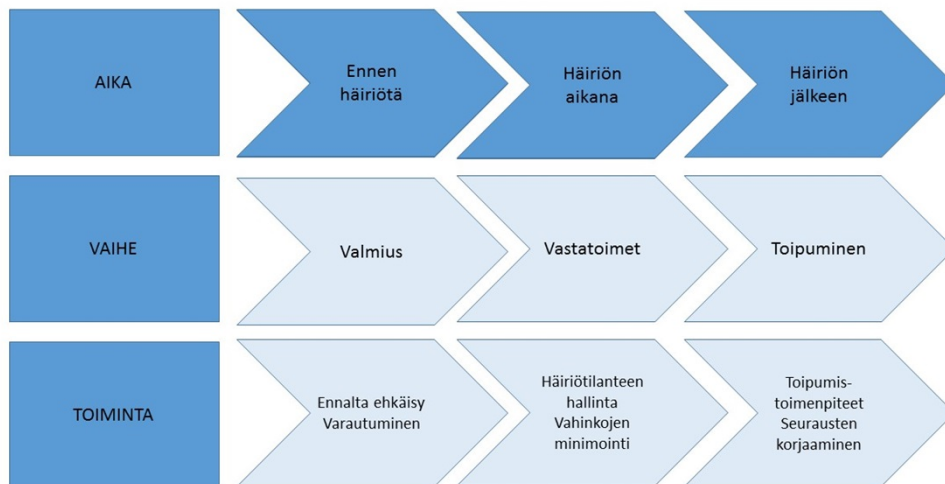 AIKA
Ennen
häiriötä
Häiriön
aikana
Häiriön
jälkeen
VAIHE
Valmius
Vastatoimet
Toipuminen
TOIMINTA
Ennalta ehkäisy
Varautuminen
Häiriötilanteen
hallinta
Vahinkojen
minimointi
Toipumis-
toimenpiteet
Seurausten
korjaaminen